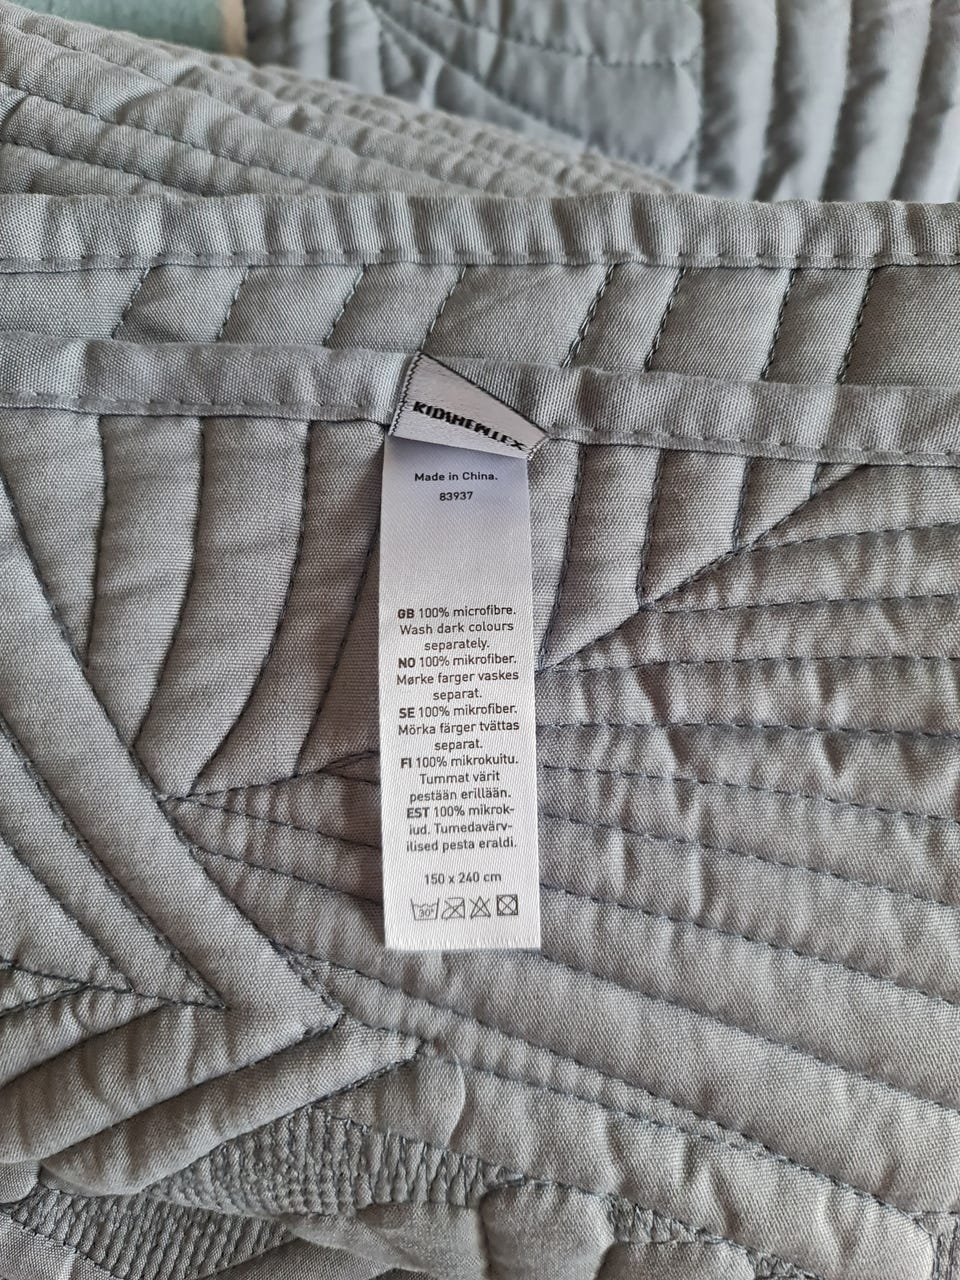 Made in China.
83937
GB 100% microfibre.
Wash dark colours
separately.
NO 100% mikrofiber.
Mørke farger vaskes
separat.
SE 100% mikrofiber.
Mörka färger tvättas
separat.
FI 100% mikrokuitu.
Tummat värit
pestään erillään.
EST 100% mikrok-
iud. Tumedavärv-
ilised pesta eraldi.
150 x 240 cm
30°